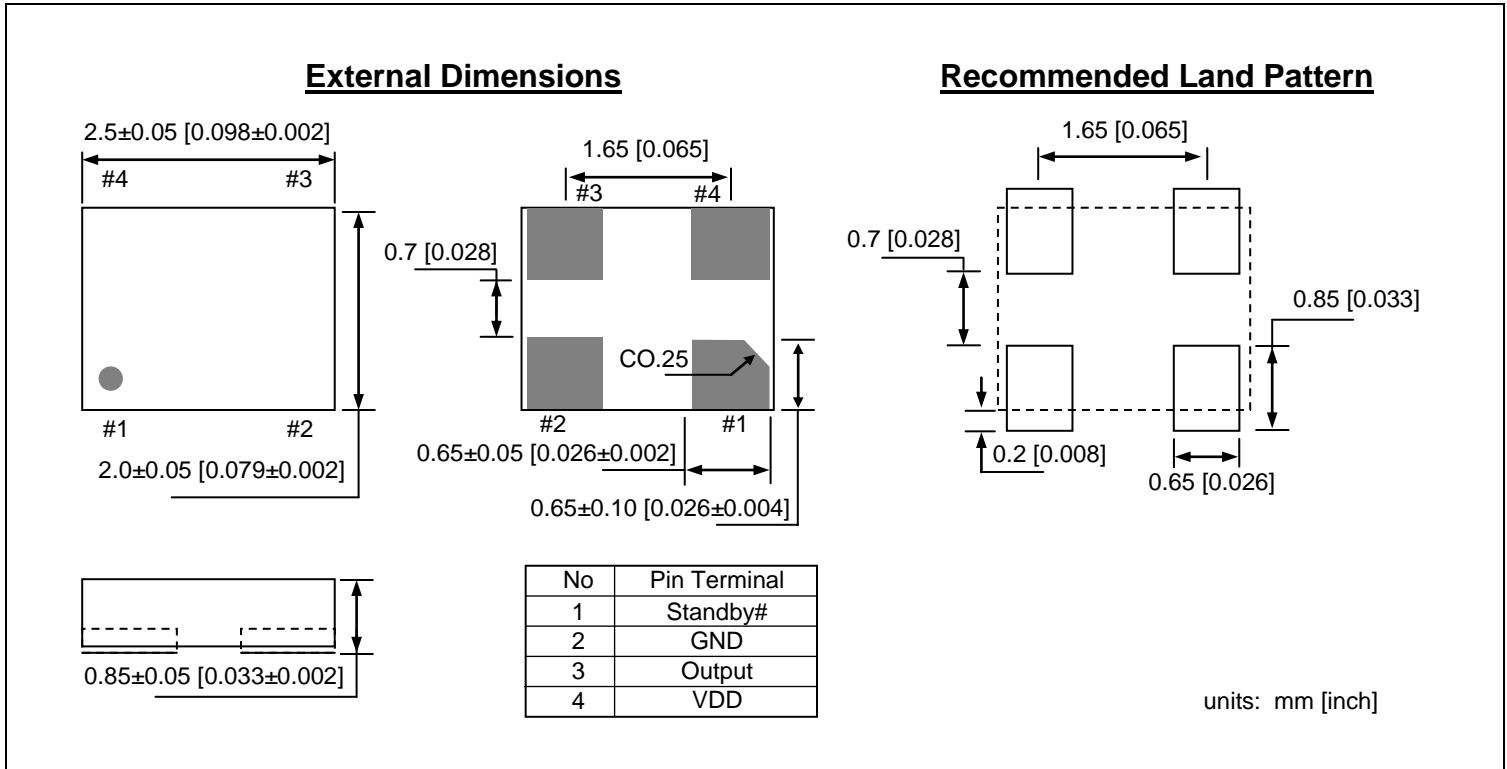 External Dimensions
2.5±0.05 [0.098±0.002]
#4 #3
#1 #2
2.0±0.05 [0.079±0.002]
1.65 [0.065]
#3 #4
0.7 [0.028]
CO.25
#2 #1
0.65±0.05 [0.026±0.002]
0.65±0.10 [0.026±0.004]
Recommended Land Pattern
1.65 [0.065]
0.7 [0.028]
0.85 [0.033]
0.2 [0.008]
0.65 [0.026]
0.85±0.05 [0.033±0.002]
No Pin Terminal
1 Standby#
2 GND
3 Output
4 VDD
units: mm [inch]